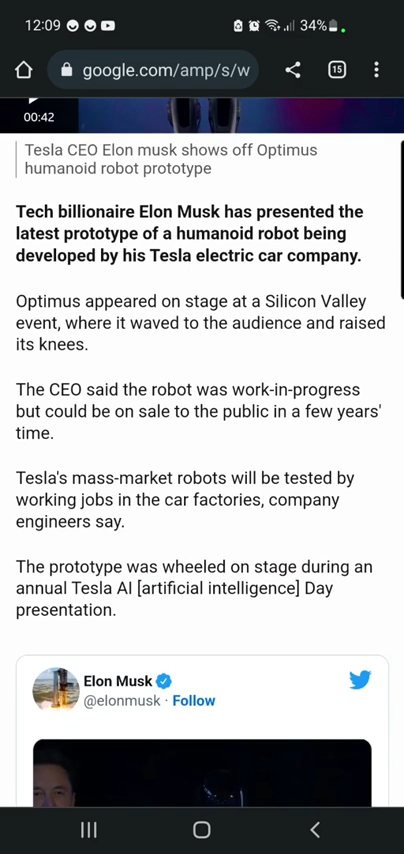 12:09
34%
google.com/amp/s/w
15
00:42
Tesla CEO Elon musk shows off Optimus
humanoid robot prototype
Tech billionaire Elon Musk has presented the
latest prototype of a humanoid robot being
developed by his Tesla electric car company.
Optimus appeared on stage at a Silicon Valley
event, where it waved to the audience and raised
its knees.
The CEO said the robot was work-in-progress
but could be on sale to the public in a few years'
time.
Tesla's mass-market robots will be tested by
working jobs in the car factories, company
engineers say.
The prototype was wheeled on stage during an
annual Tesla AI [artificial intelligence] Day
presentation.
Elon Musk
@elonmusk · Follow